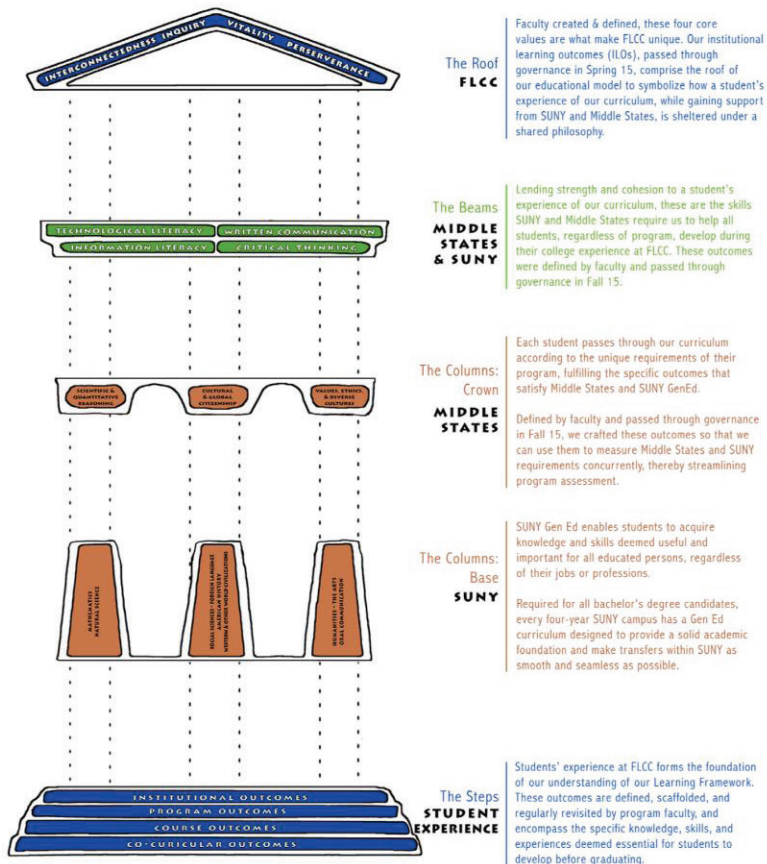 INTERCONNECTEDNESS INQUIRY VITALITY PERSERVERANCE
The Roof
FLCC
Faculty created & defined, these four core
values are what make FLCC unique. Our institutional
learning outcomes (ILOs), passed through
governance in Spring 15, comprise the roof of
our educational model to symbolize how a student's
experience of our curriculum, while gaining support
from SUNY and Middle States, is sheltered under a
shared philosophy.
TECHNOLOGICAL LITERACY WRITTEN COMMUNICATION
INFORMATION LITERACY CRITICAL THINKING
The Beams
MIDDLE
STATES
& SUNY
Lending strength and cohesion to a student's
experience of our curriculum, these are the skills
SUNY and Middle States require us to help all
students, regardless of program, develop during
their college experience at FLCC. These outcomes
were defined by faculty and passed through
governance in Fall 15.
SCIENTIFIC &
QUANTITATIVE
REASONING
CULTURAL
& GLOBAL
CITIZENSHIP
VALUES, ETHICS,
& DIVERSE
CULTURES
The Columns:
Crown
MIDDLE
STATES
Each student passes through our curriculum
according to the unique requirements of their
program, fulfilling the specific outcomes that
satisfy Middle States and SUNY GenEd.
Defined by faculty and passed through governance
in Fall 15, we crafted these outcomes so that we
can use them to measure Middle States and SUNY
requirements concurrently, thereby streamlining
program assessment.
MATHEMATICS
NATURAL SCIENCE
SOCIAL SCIENCE • FOREIGN LANGUAGE
AMERICAN HISTORY
WESTERN & OTHER WORLD CIVILIZATIONS
HUMANITIES • THE ARTS
ORAL COMMUNICATION
The Columns:
Base
SUNY
SUNY Gen Ed enables students to acquire
knowledge and skills deemed useful and
important for all educated persons, regardless
of their jobs or professions.
Required for all bachelor's degree candidates,
every four-year SUNY campus has a Gen Ed
curriculum designed to provide a solid academic
foundation and make transfers within SUNY as
smooth and seamless as possible.
INSTITUTIONAL OUTCOMES
PROGRAM OUTCOMES
COURSE OUTCOMES
CO-CURICULAR OUTCOMES
The Steps
STUDENT
EXPERIENCE
Students' experience at FLCC forms the foundation
of our understanding of our Learning Framework.
These outcomes are defined, scaffolded, and
regularly revisited by program faculty, and
encompass the specific knowledge, skills, and
experiences deemed essential for students to
develop before graduating.